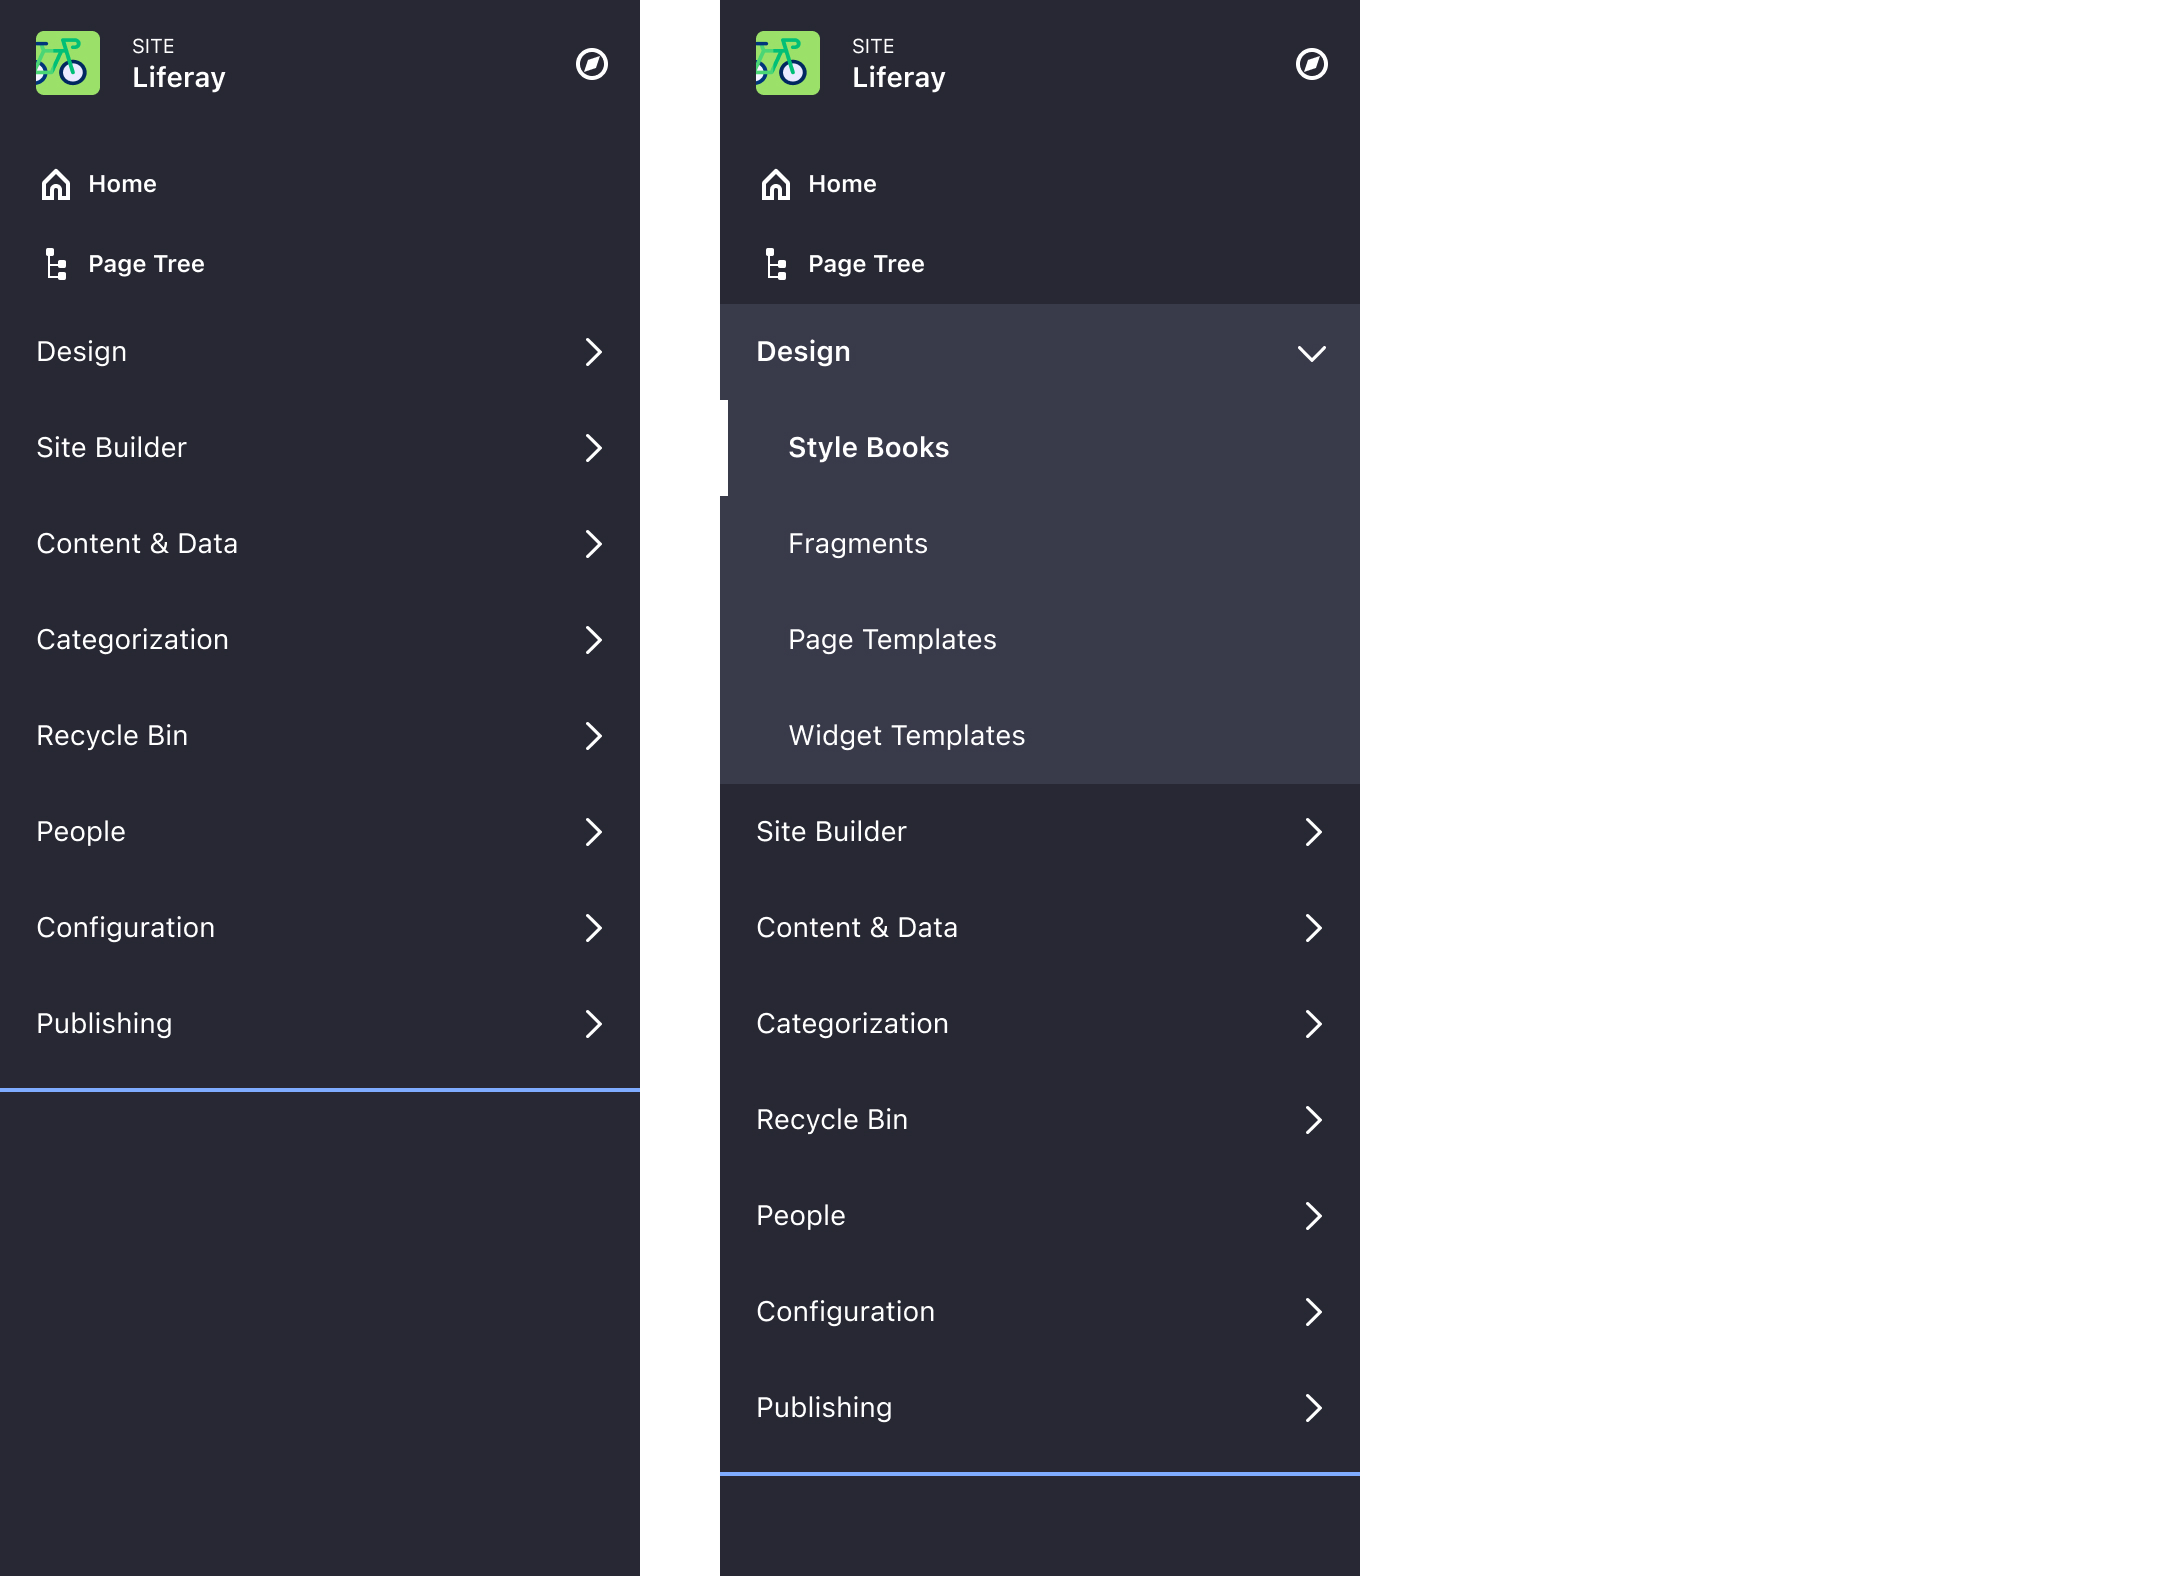 SITE
Liferay
Home
Page Tree
Design
Site Builder
Content & Data
Categorization
Recycle Bin
People
Configuration
Publishing
SITE
Liferay
Home
Page Tree
Design
Style Books
Fragments
Page Templates
Widget Templates
Site Builder
Content & Data
Categorization
Recycle Bin
People
Configuration
Publishing